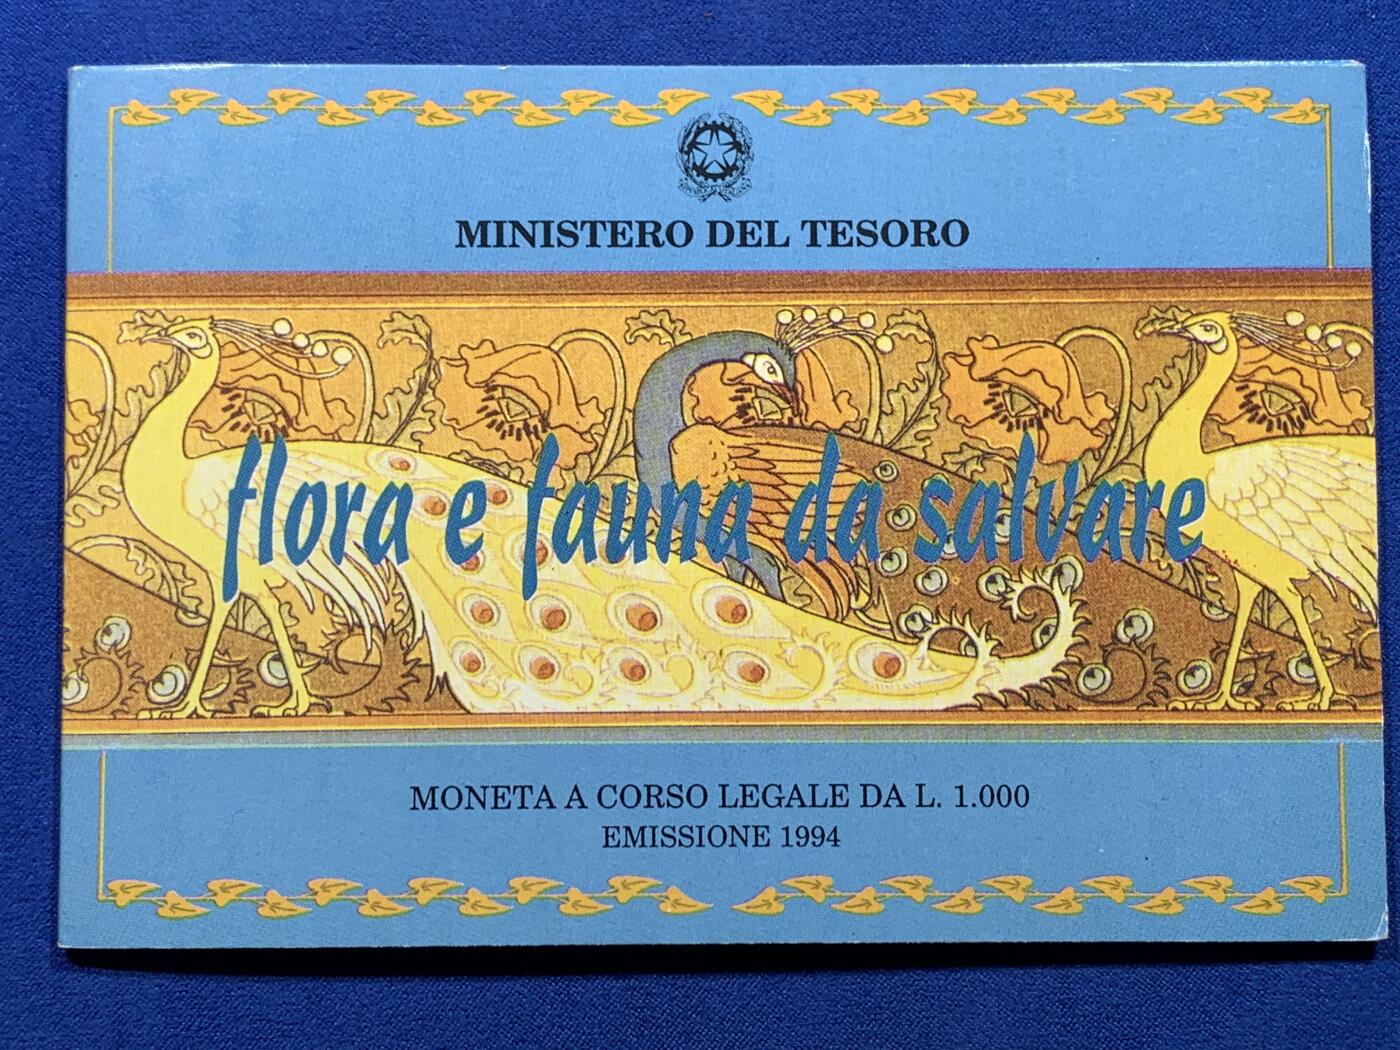 MINISTERO DEL TESORO
flora e fauna da salvare
MONETA A CORSO LEGALE DA L. 1.000
EMISSIONE 1994